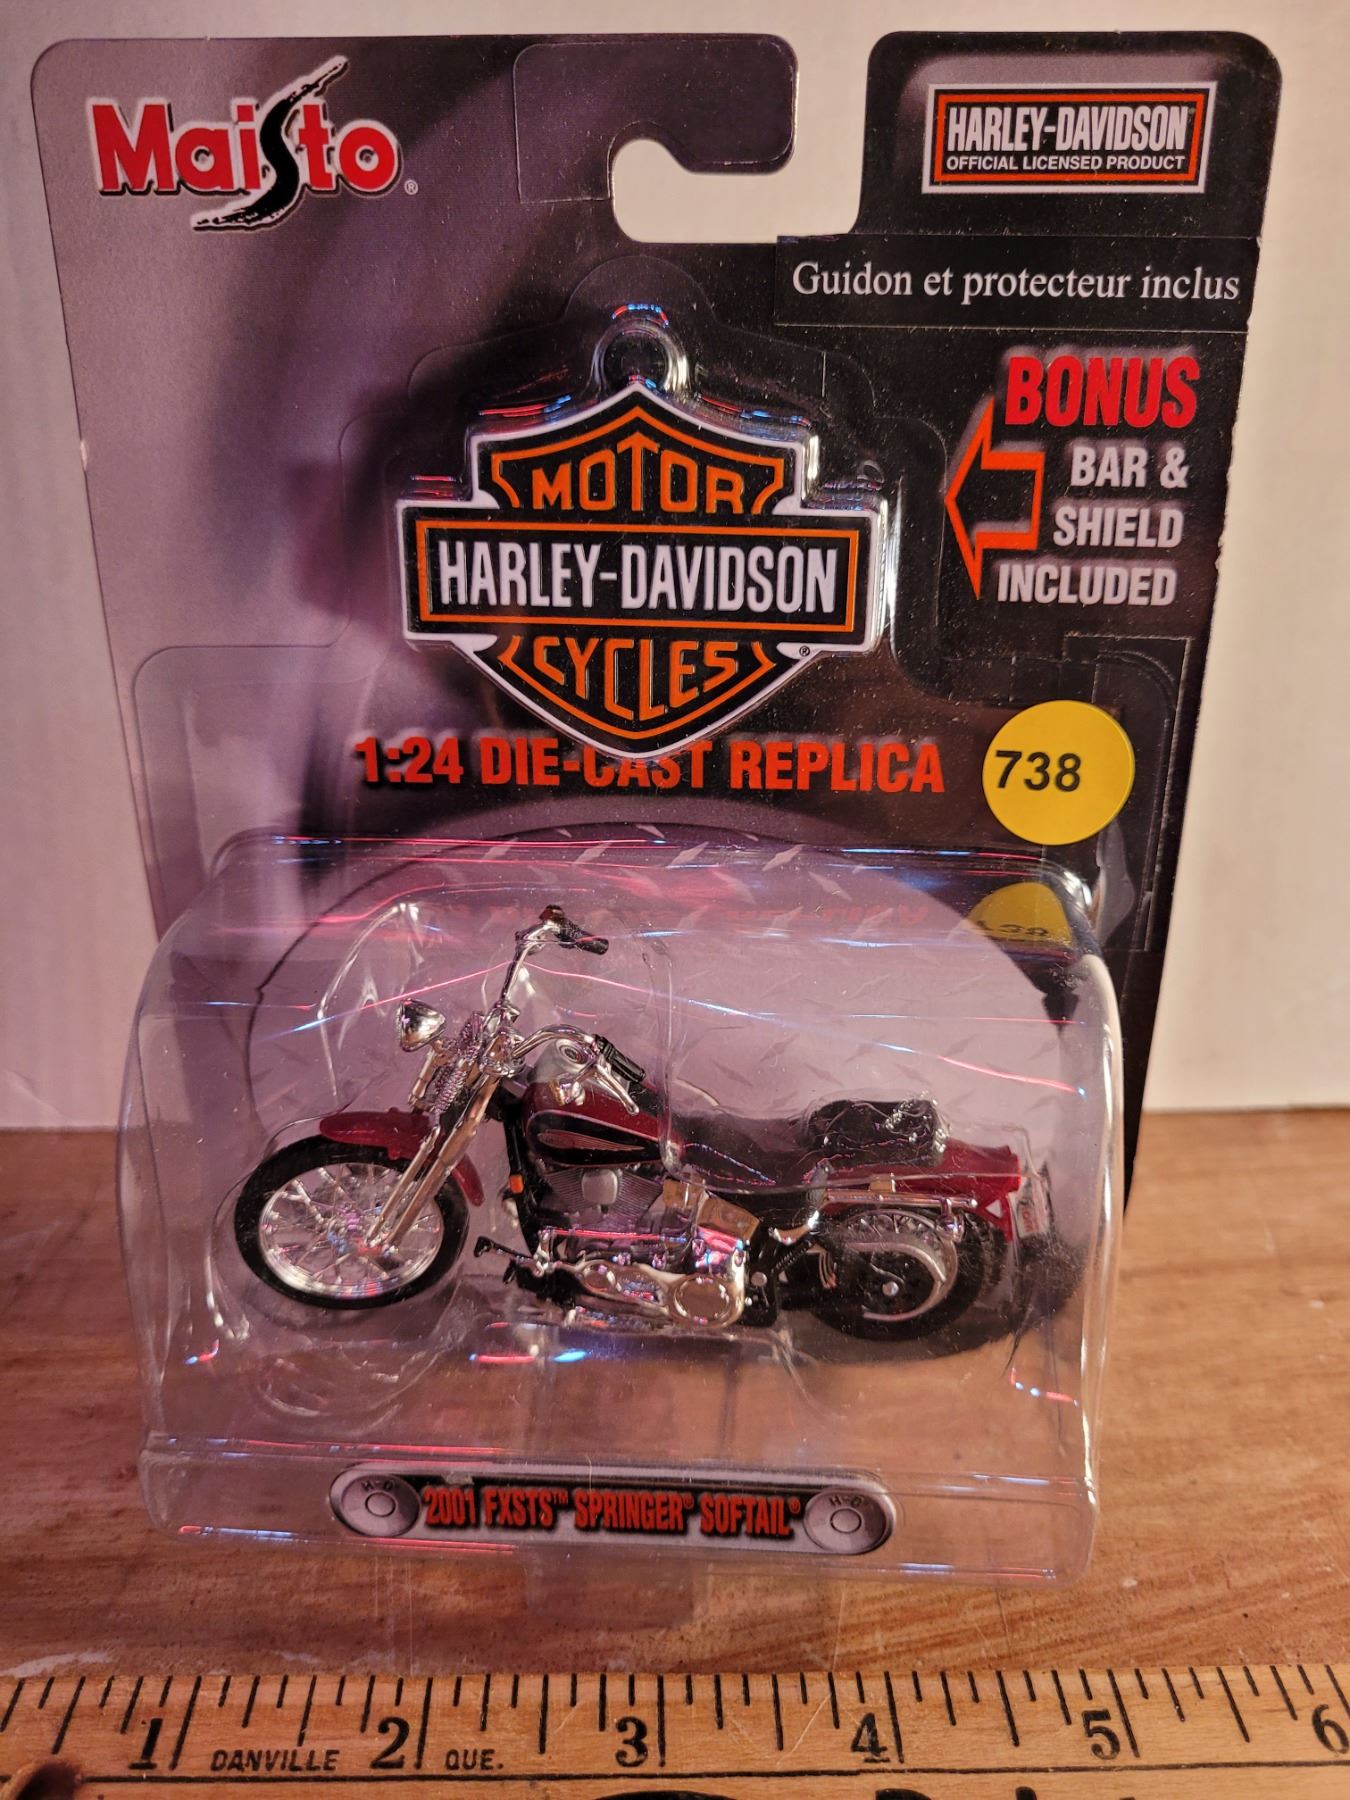 Maisto®
HARLEY-DAVIDSON
OFFICIAL LICENSED PRODUCT
Guidon et protecteur inclus
BONUS
BAR &
SHIELD
INCLUDED
MOTOR
HARLEY-DAVIDSON
CYCLES®
1:24 DIE-CAST REPLICA
738
H-D
2001 FXSTS™ SPRINGER® SOFTAIL®
H-D
1 2 3 4 5 6
DANVILLE QUE.